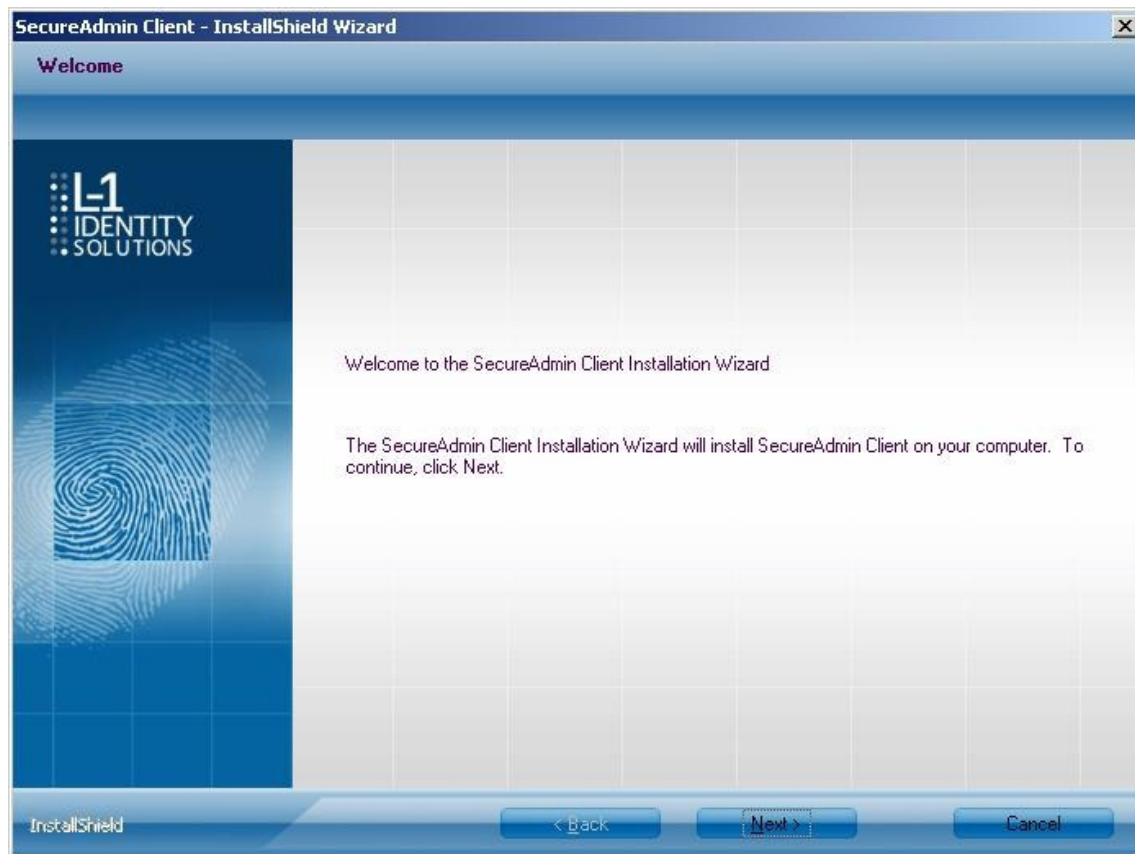 SecureAdmin Client - InstallShield Wizard
Welcome
L-1
IDENTITY
SOLUTIONS
Welcome to the SecureAdmin Client Installation Wizard
The SecureAdmin Client Installation Wizard will install SecureAdmin Client on your computer. To
continue, click Next.
InstallShield
< Back
Next >
Cancel